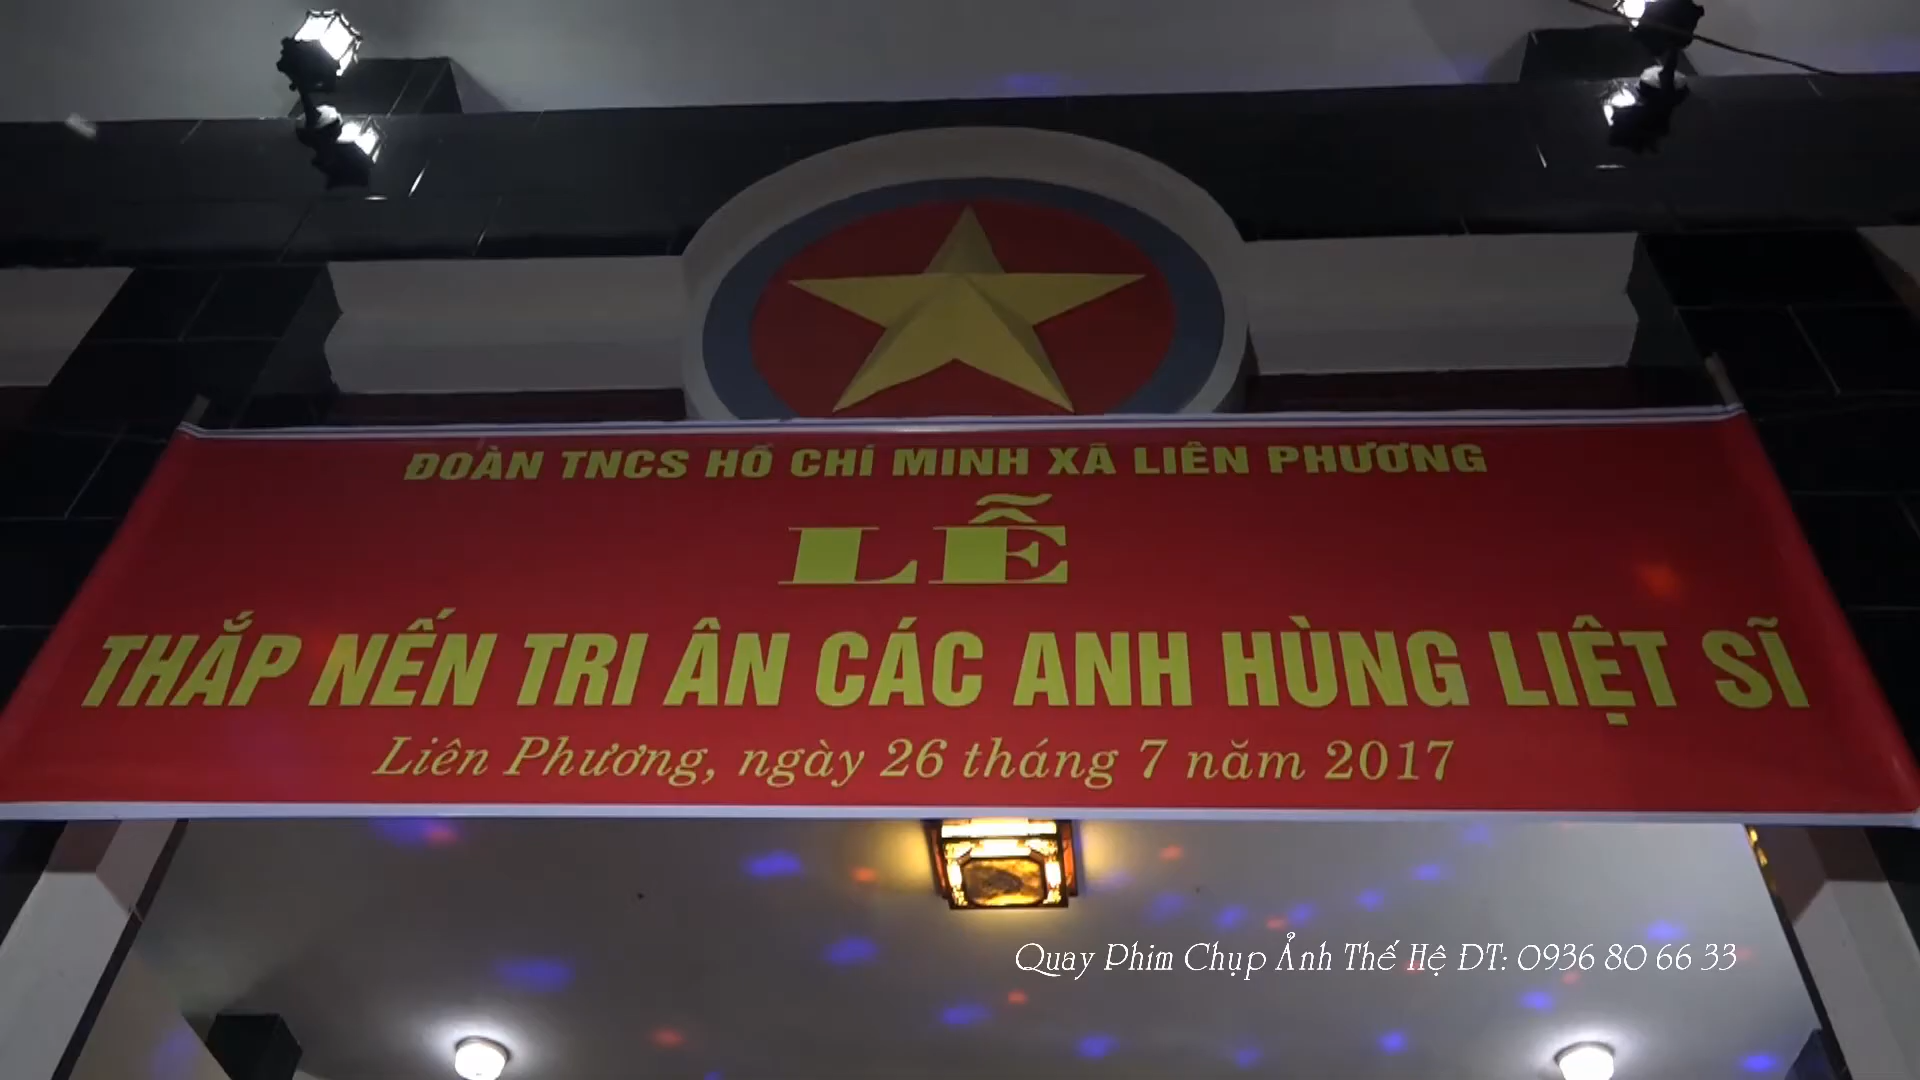 ĐOÀN TNCS HỒ CHÍ MINH XÃ LIÊN PHƯƠNG
LỄ
THẮP NẾN TRI ÂN CÁC ANH HÙNG LIỆT SĨ
Liên Phương, ngày 26 tháng 7 năm 2017
Quay Phim Chụp Ảnh Thế Hệ ĐT: 0936 80 66 33